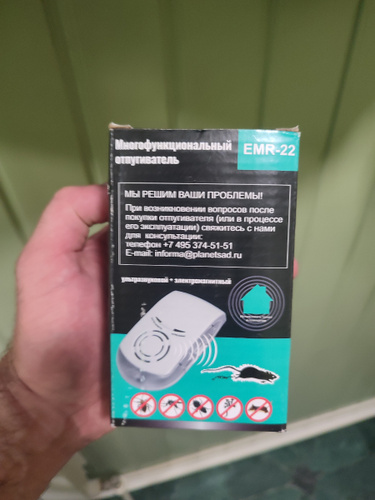 Многофункциональный
отпугиватель
EMR-22
МЫ РЕШИМ ВАШИ ПРОБЛЕМЫ!
При возникновении вопросов после
покупки отпугивателя (или в процессе
его эксплуатации) свяжитесь с нами
для консультации:
телефон +7 495 374-51-51
E-mail: informa@planetsad.ru
ультразвуковой • электромагнитный